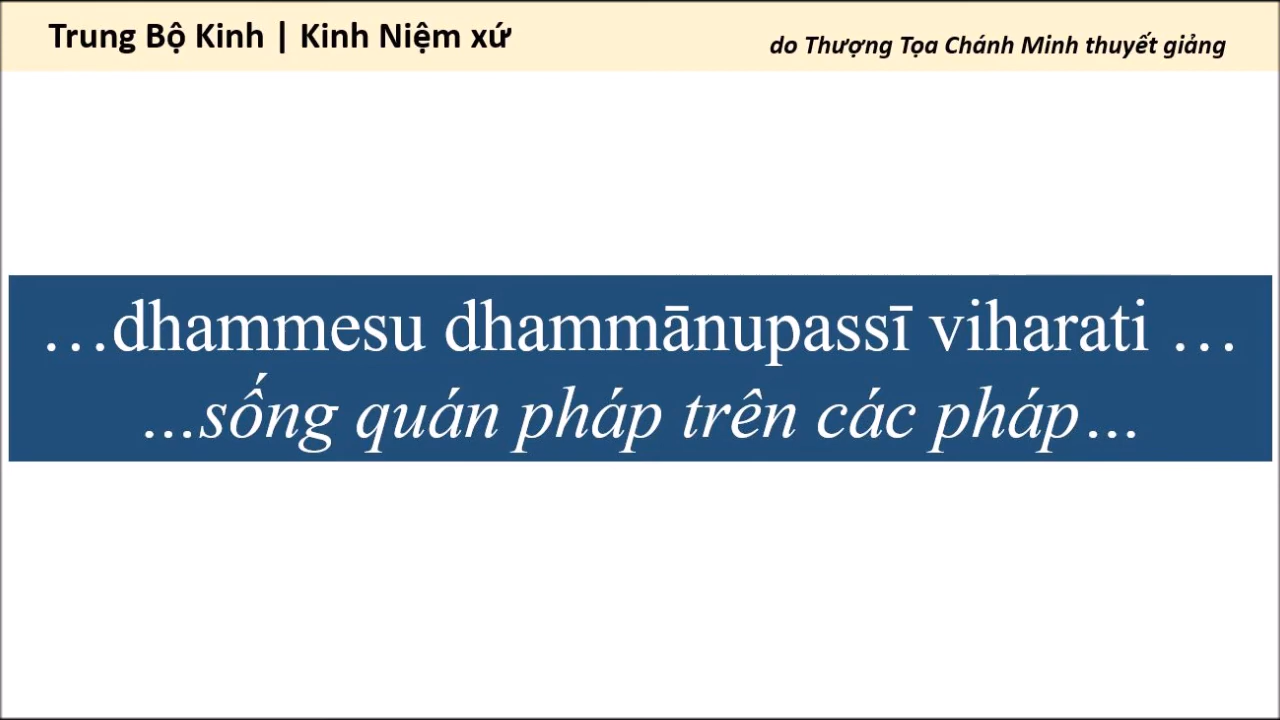 Trung Bộ Kinh | Kinh Niệm xứ
do Thượng Tọa Chánh Minh thuyết giảng
…dhammesu dhammānupassī viharati …
…sống quán pháp trên các pháp…